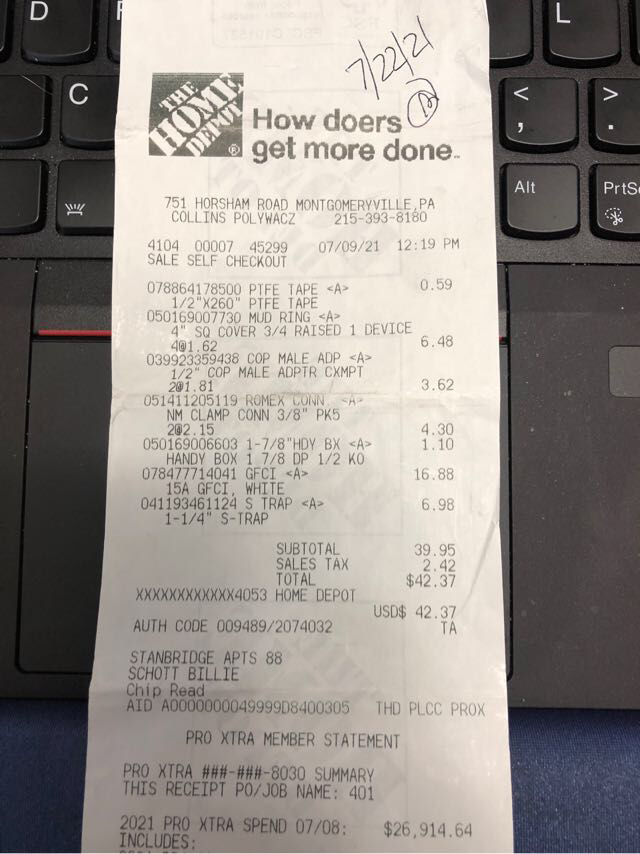 D
C
L
<
,
>
.
Alt
PrtSc
7/22/21
THE HOME DEPOT ®
How doers
get more done.
751 HORSHAM ROAD MONTGOMERYVILLE,PA
COLLINS POLYWACZ 215-393-8180
4104 00007 45299 07/09/21 12:19 PM
SALE SELF CHECKOUT
078864178500 PTFE TAPE <A> 0.59
1/2"X260" PTFE TAPE
050169007730 MUD RING <A>
4" SQ COVER 3/4 RAISED 1 DEVICE
4@1.62 6.48
039923359438 COP MALE ADP <A>
1/2" COP MALE ADPTR CXMPT
2@1.81 3.62
051411205119 ROMEX CONN. <A>
NM CLAMP CONN 3/8" PK5
2@2.15 4.30
050169006603 1-7/8"HDY BX <A> 1.10
HANDY BOX 1 7/8 DP 1/2 KO
078477714041 GFCI <A> 16.88
15A GFCI, WHITE
041193461124 S TRAP <A> 6.98
1-1/4" S-TRAP
SUBTOTAL 39.95
SALES TAX 2.42
TOTAL $42.37
XXXXXXXXXXXX4053 HOME DEPOT
USD$ 42.37
AUTH CODE 009489/2074032 TA
STANBRIDGE APTS 88
SCHOTT BILLIE
Chip Read
AID A0000000049999D8400305 THD PLCC PROX
PRO XTRA MEMBER STATEMENT
PRO XTRA ###-###-8030 SUMMARY
THIS RECEIPT PO/JOB NAME: 401
2021 PRO XTRA SPEND 07/08: $26,914.64
INCLUDES: